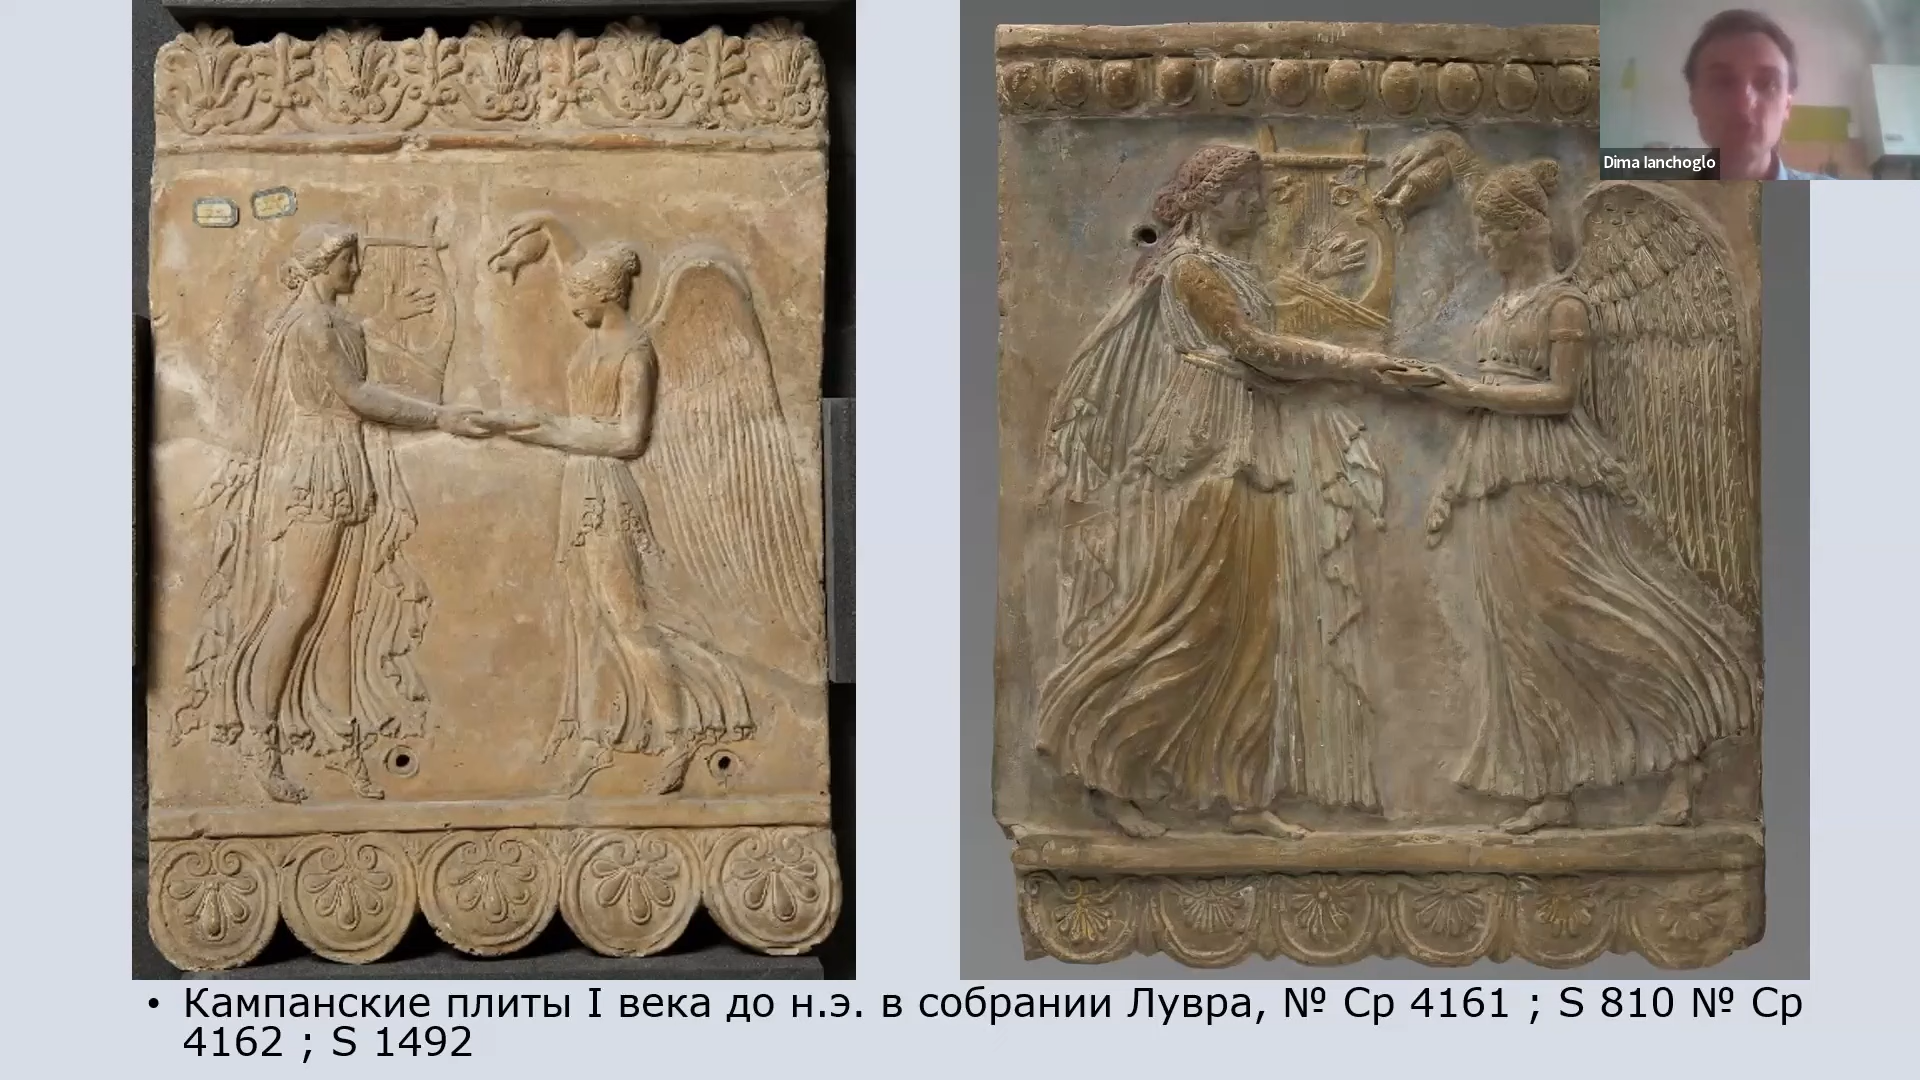 Dima Ianchoglo
• Кампанские плиты I века до н.э. в собрании Лувра, № Cp 4161 ; S 810 № Cp
4162 ; S 1492